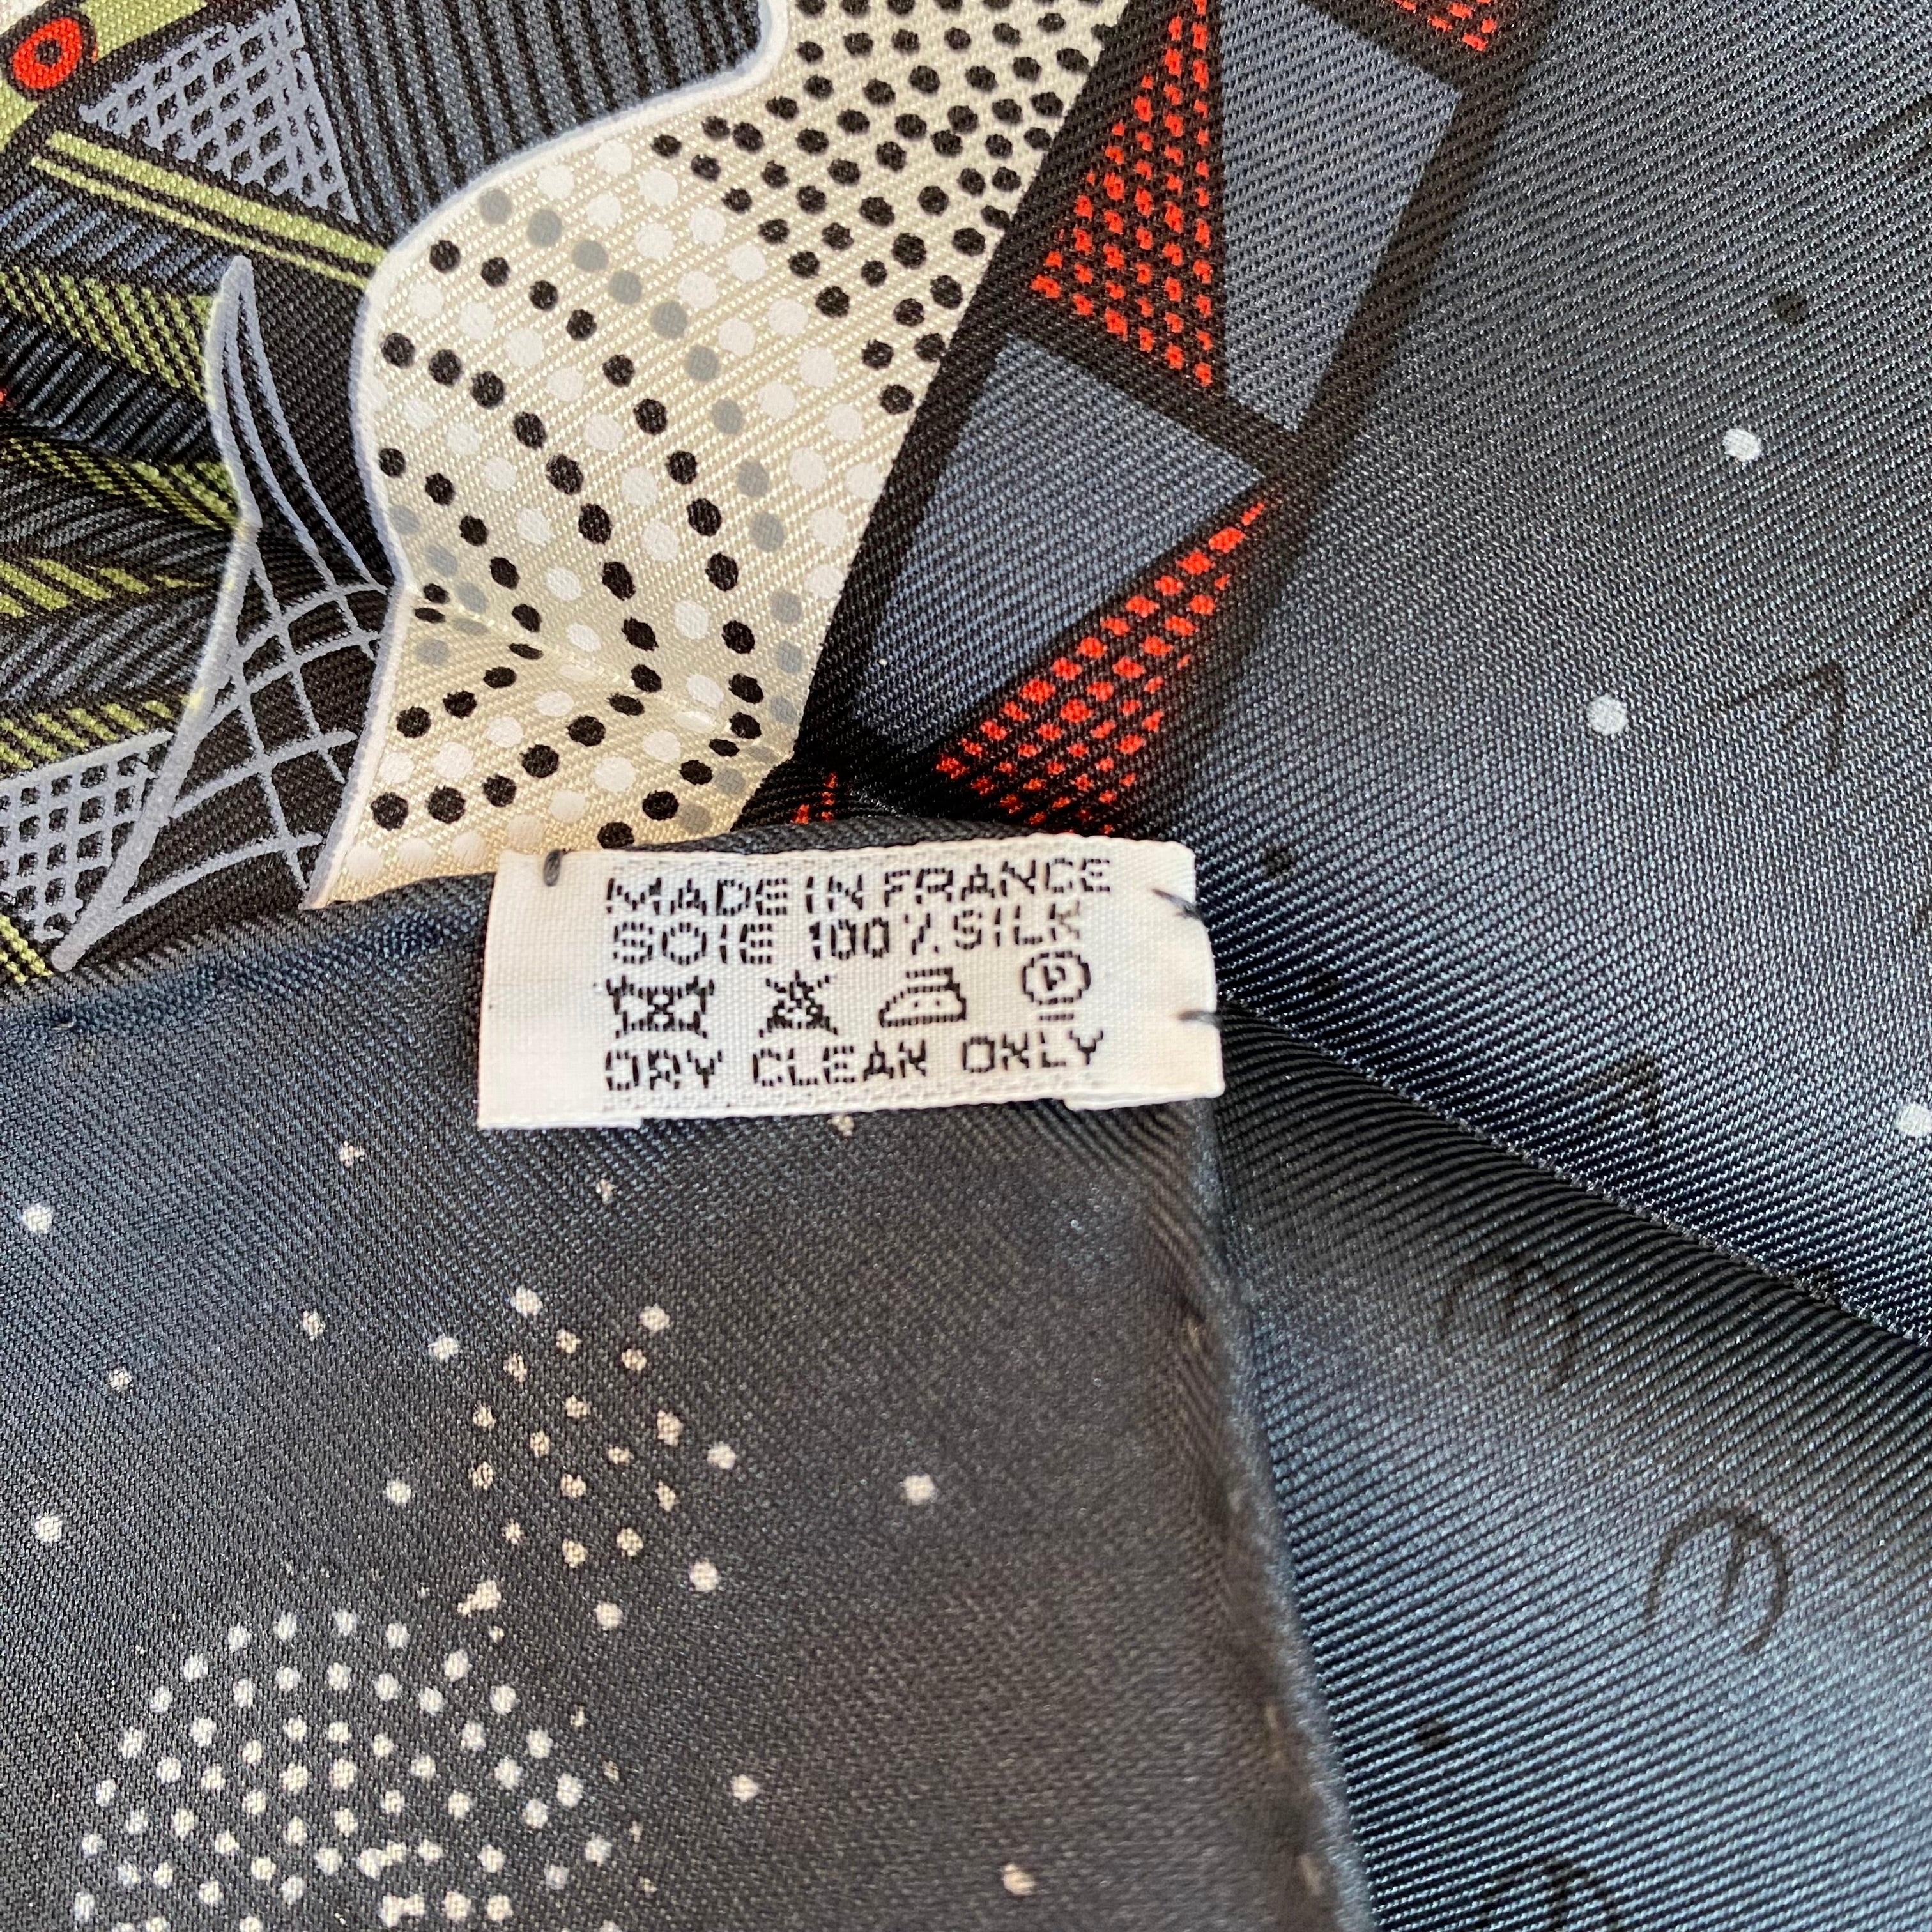 MADE IN FRANCE
SOIE 100% SILK
P
DRY CLEAN ONLY